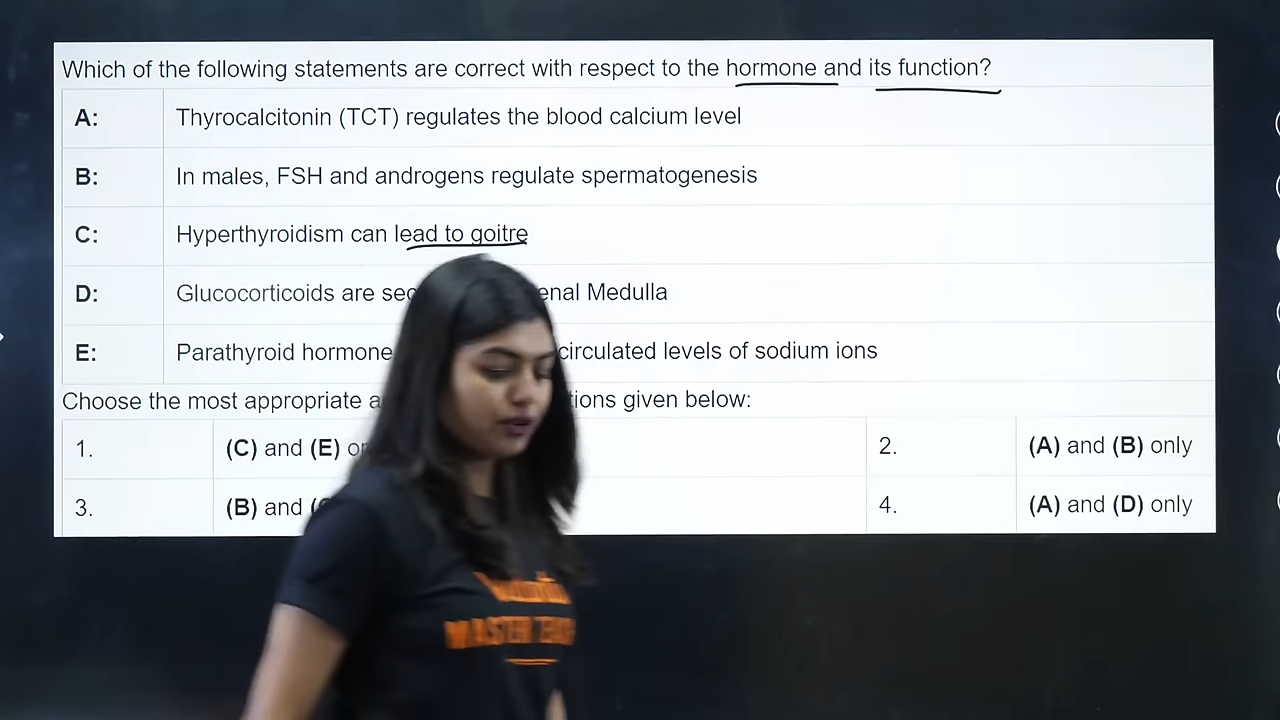 Which of the following statements are correct with respect to the hormone and its function?
A: Thyrocalcitonin (TCT) regulates the blood calcium level
B: In males, FSH and androgens regulate spermatogenesis
C: Hyperthyroidism can lead to goitre
D: Glucocorticoids are Medulla
E: Parathyroid hormone circulated levels of sodium ions
Choose the most appropriate given below:
1. (C) and (E) 2. (A) and (B) only
3. (B) and 4. (A) and (D) only
MASTER